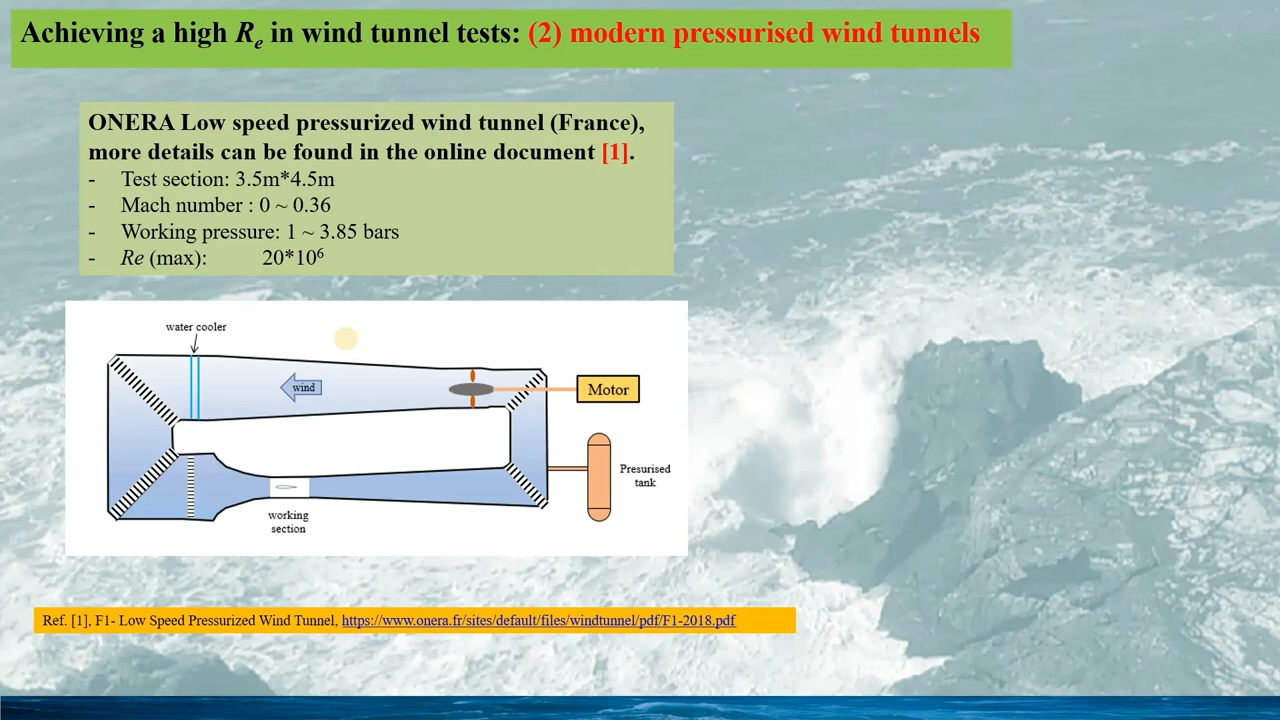 Achieving a high Re in wind tunnel tests: (2) modern pressurised wind tunnels
ONERA Low speed pressurized wind tunnel (France),
more details can be found in the online document [1].
- Test section: 3.5m*4.5m
- Mach number : 0 ~ 0.36
- Working pressure: 1 ~ 3.85 bars
- Re (max): 20*10⁶
water cooler
wind
Motor
Presurised
tank
working
section
Ref. [1], F1- Low Speed Pressurized Wind Tunnel, https://www.onera.fr/sites/default/files/windtunnel/pdf/F1-2018.pdf